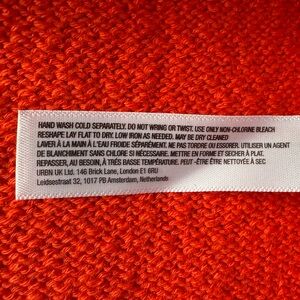 HAND WASH COLD SEPARATELY. DO NOT WRING OR TWIST. USE ONLY NON-CHLORINE BLEACH
RESHAPE LAY FLAT TO DRY. LOW IRON AS NEEDED. MAY BE DRY CLEANED
LAVER À LA MAIN À L'EAU FROIDE SÉPARÉMENT. NE PAS TORDRE OU ESSORER. UTILISER UN AGENT
DE BLANCHIMENT SANS CHLORE SI NÉCESSAIRE. METTRE EN FORME ET SECHER À PLAT.
REPASSER, AU BESOIN, À TRÈS BASSE TEMPÉRATURE. PEUT -ÊTRE ÊTRE NETTOYÉE À SEC
URBN UK Ltd. 146 Brick Lane, London E1 6RU
Leidsestraat 32, 1017 PB Amsterdam, Netherlands